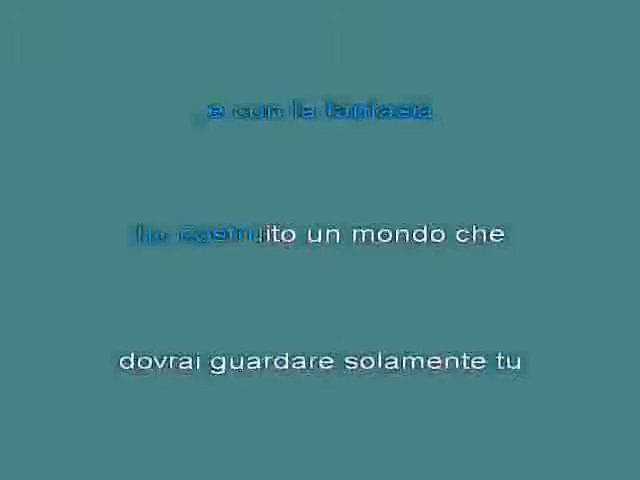 e con la fantasia
ho costruito un mondo che
dovrai guardare solamente tu